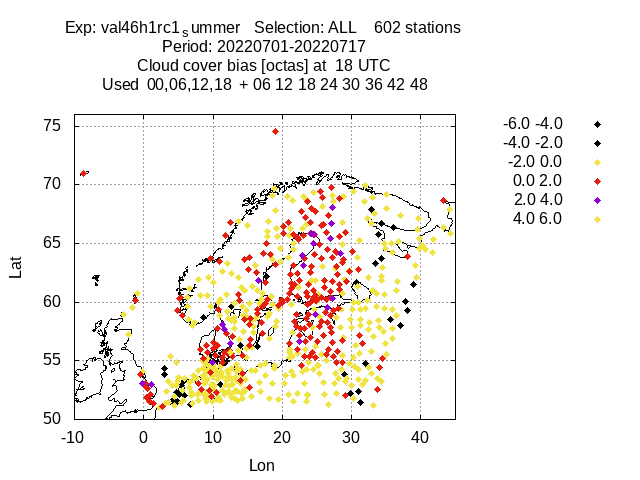 Exp: val46h1rc1summer Selection: ALL 602 stations
Period: 20220701-20220717
Cloud cover bias [octas] at 18 UTC
Used 00,06,12,18 + 06 12 18 24 30 36 42 48
-6.0 -4.0
-4.0 -2.0
-2.0 0.0
0.0 2.0
2.0 4.0
4.0 6.0
75
70
65
60
55
50
Lat
-10 0 10 20 30 40
Lon